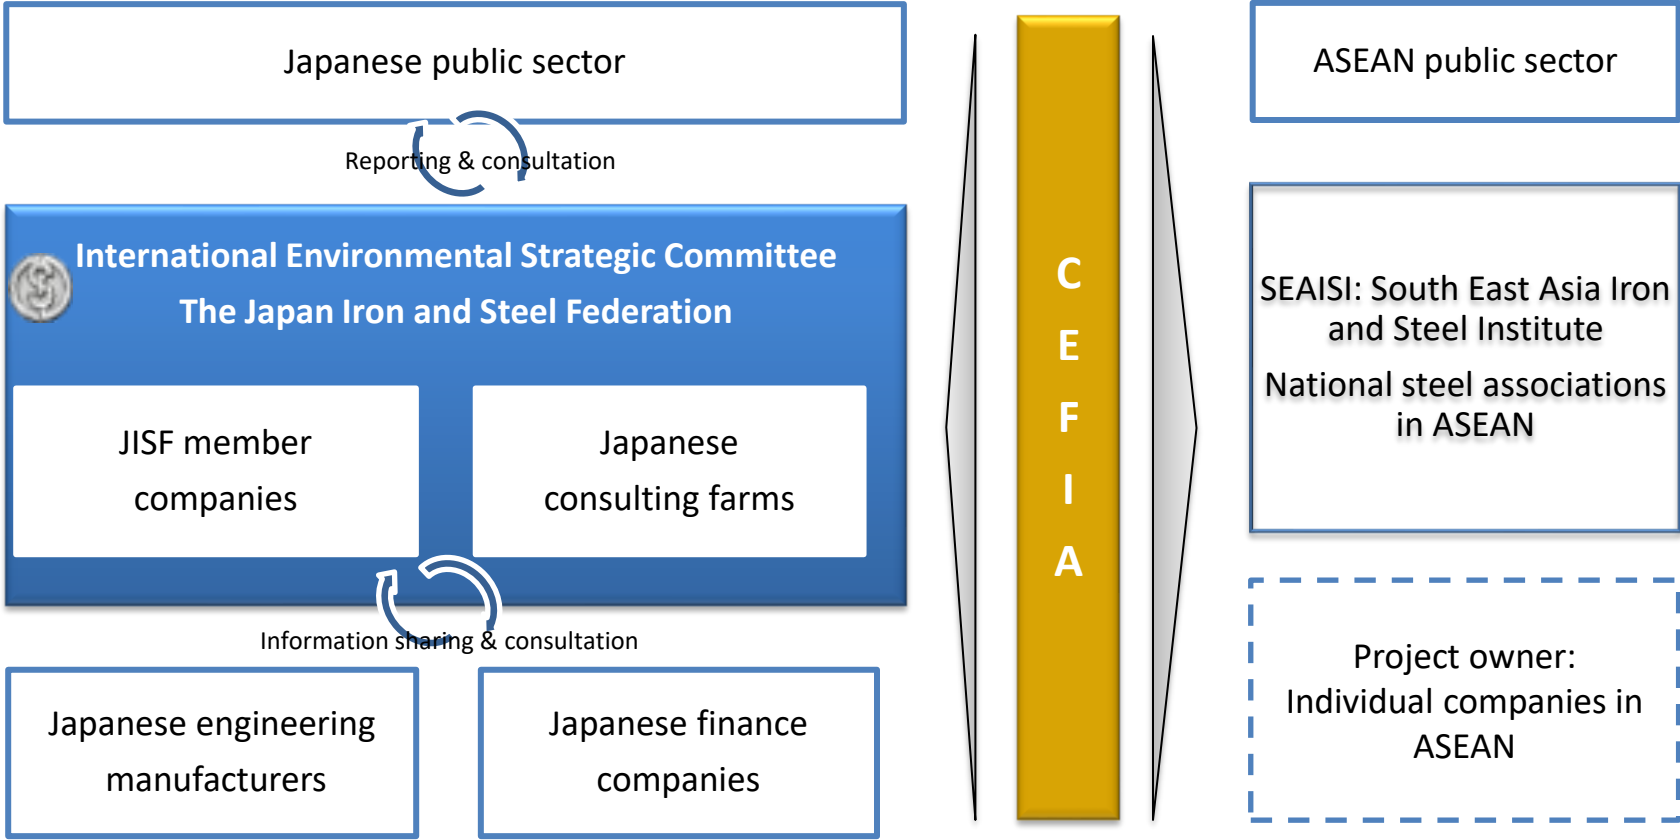 Japanese public sector
Reporting & consultation
International Environmental Strategic Committee
The Japan Iron and Steel Federation
JISF member
companies
Japanese
consulting farms
Information sharing & consultation
Japanese engineering
manufacturers
Japanese finance
companies
C
E
F
I
A
ASEAN public sector
SEAISI: South East Asia Iron
and Steel Institute
National steel associations
in ASEAN
Project owner:
Individual companies in
ASEAN